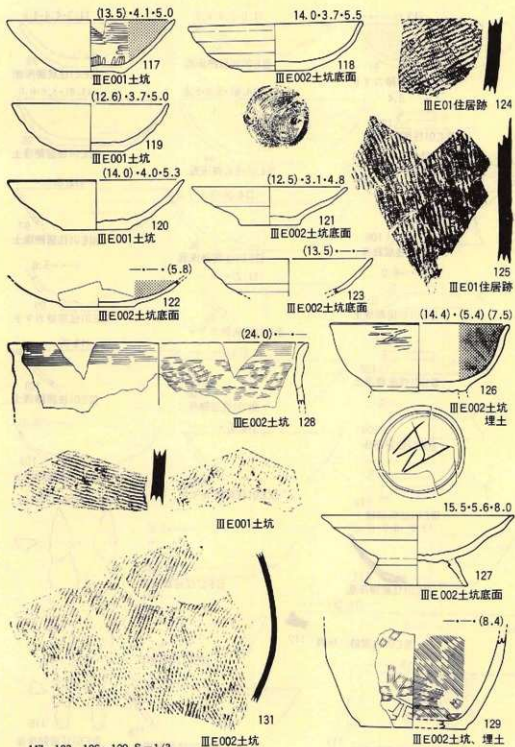 (13.5)・4.1・5.0
ⅢE001土坑
117
14.0・3.7・5.5
118
ⅢE002土坑底面
ⅢE01住居跡 124
(12.6)・3.7・5.0
119
ⅢE001土坑
(14.0)・4.0・5.3
120
ⅢE001土坑
(12.5)・3.1・4.8
121
ⅢE002土坑底面
125
ⅢE01住居跡
―・―・(5.8)
122
ⅢE002土坑底面
(13.5)・―・―
123
ⅢE002土坑底面
(24.0)・―・―
128
ⅢE002土坑
(14.4)・(5.4)(7.5)
126
ⅢE002土坑
埋土
ⅢE001土坑
15.5・5.6・8.0
127
ⅢE002土坑底面
131
ⅢE002土坑
―・―・(8.4)
129
ⅢE002土坑、埋土